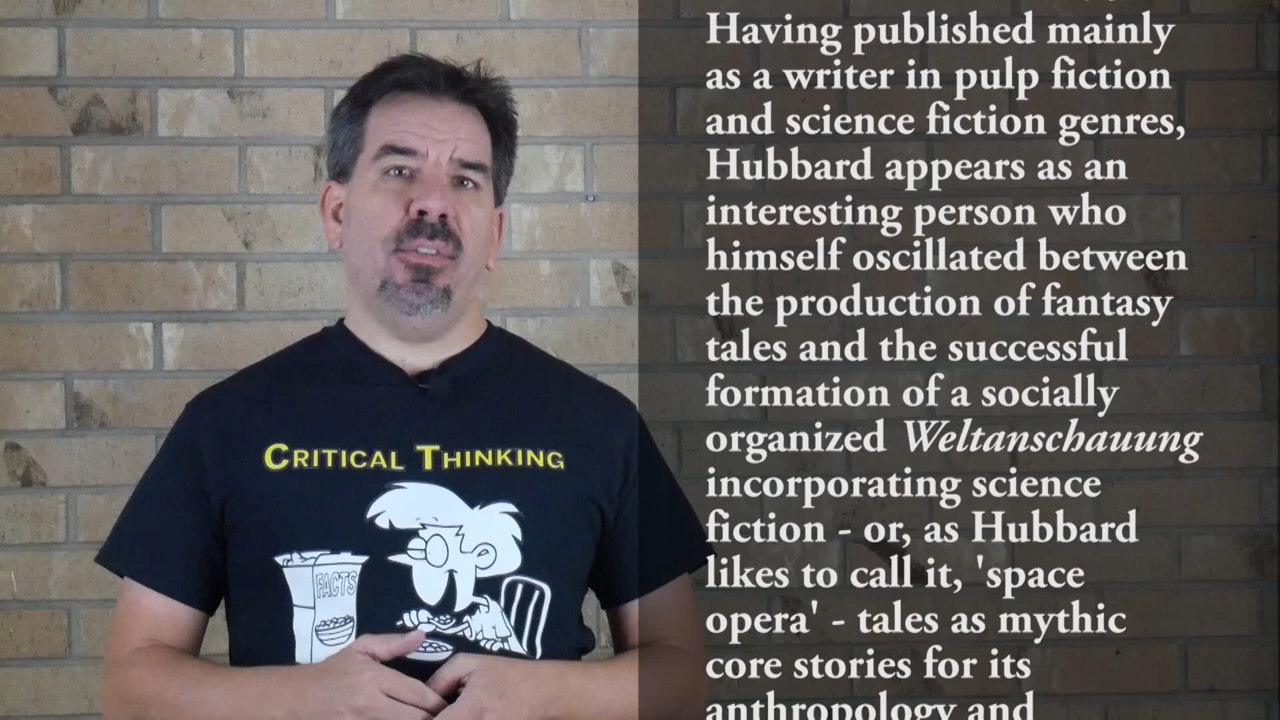 Having published mainly
as a writer in pulp fiction
and science fiction genres,
Hubbard appears as an
interesting person who
himself oscillated between
the production of fantasy
tales and the successful
formation of a socially
organized Weltanschauung
incorporating science
fiction - or, as Hubbard
likes to call it, 'space
opera' - tales as mythic
core stories for its
anthropology and
CRITICAL THINKING
FACTS